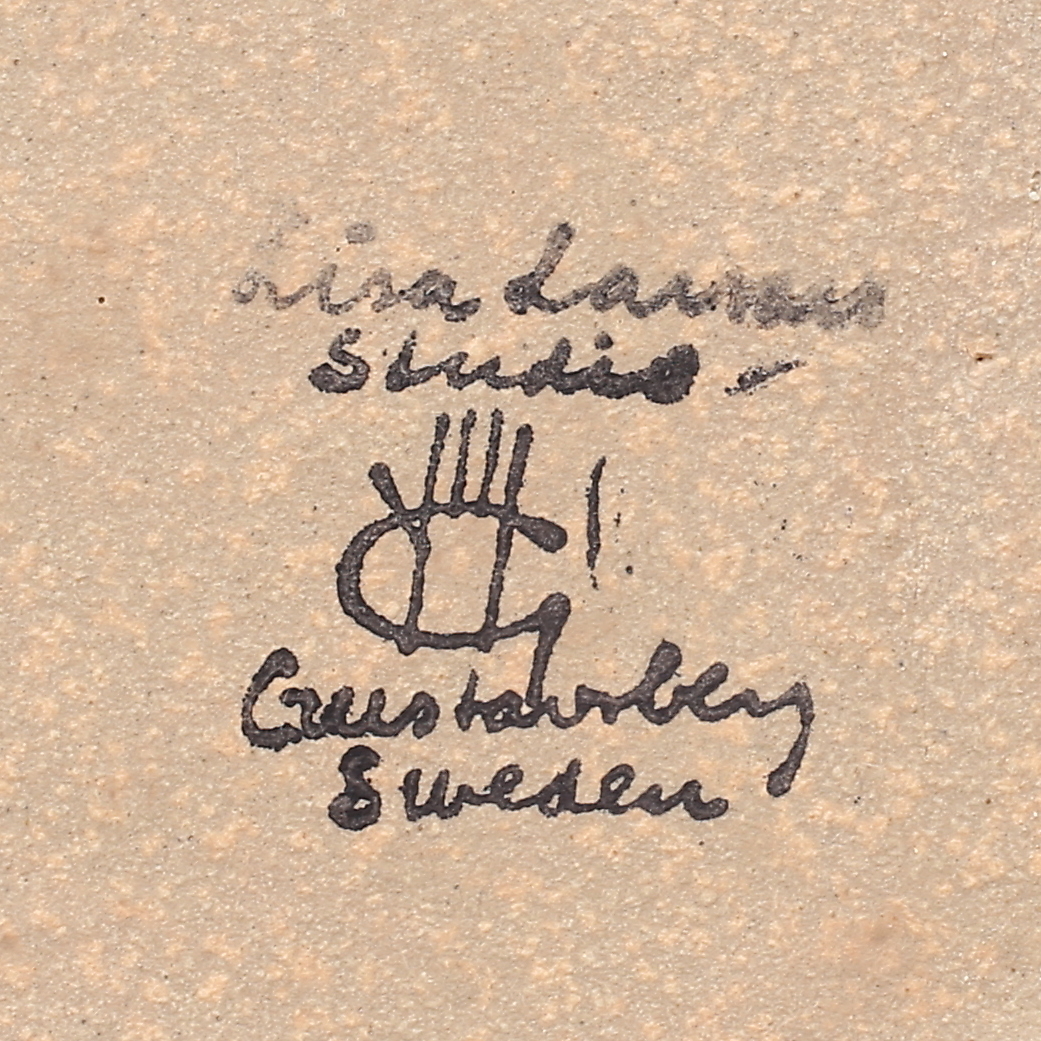 Lisa Larson
Studio -
Gustavsberg
Sweden